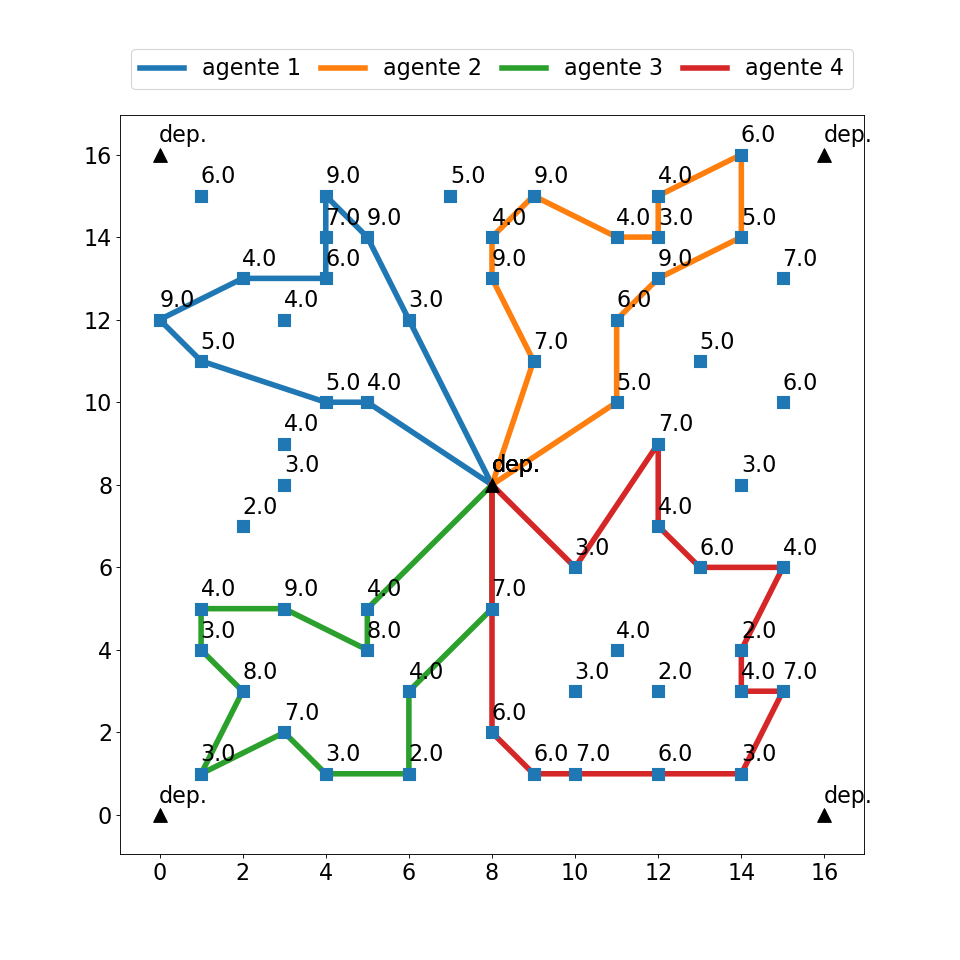 agente 1 agente 2 agente 3 agente 4
dep. 6.0 dep.
16
6.0 9.0 5.0 9.0 4.0
7.0 9.0 4.0 4.0 3.0 5.0
14
4.0 6.0 9.0 9.0 7.0
9.0 4.0 3.0 6.0
12
5.0 7.0 5.0
5.0 4.0 5.0 6.0
10
4.0 7.0
3.0 dep. 3.0
8
2.0 4.0
3.0 6.0 4.0
6
4.0 9.0 4.0 7.0
3.0 8.0 4.0 2.0
4
8.0 4.0 3.0 2.0 4.0 7.0
7.0 6.0
2
3.0 3.0 2.0 6.0 7.0 6.0 3.0
dep. dep.
0
0 2 4 6 8 10 12 14 16